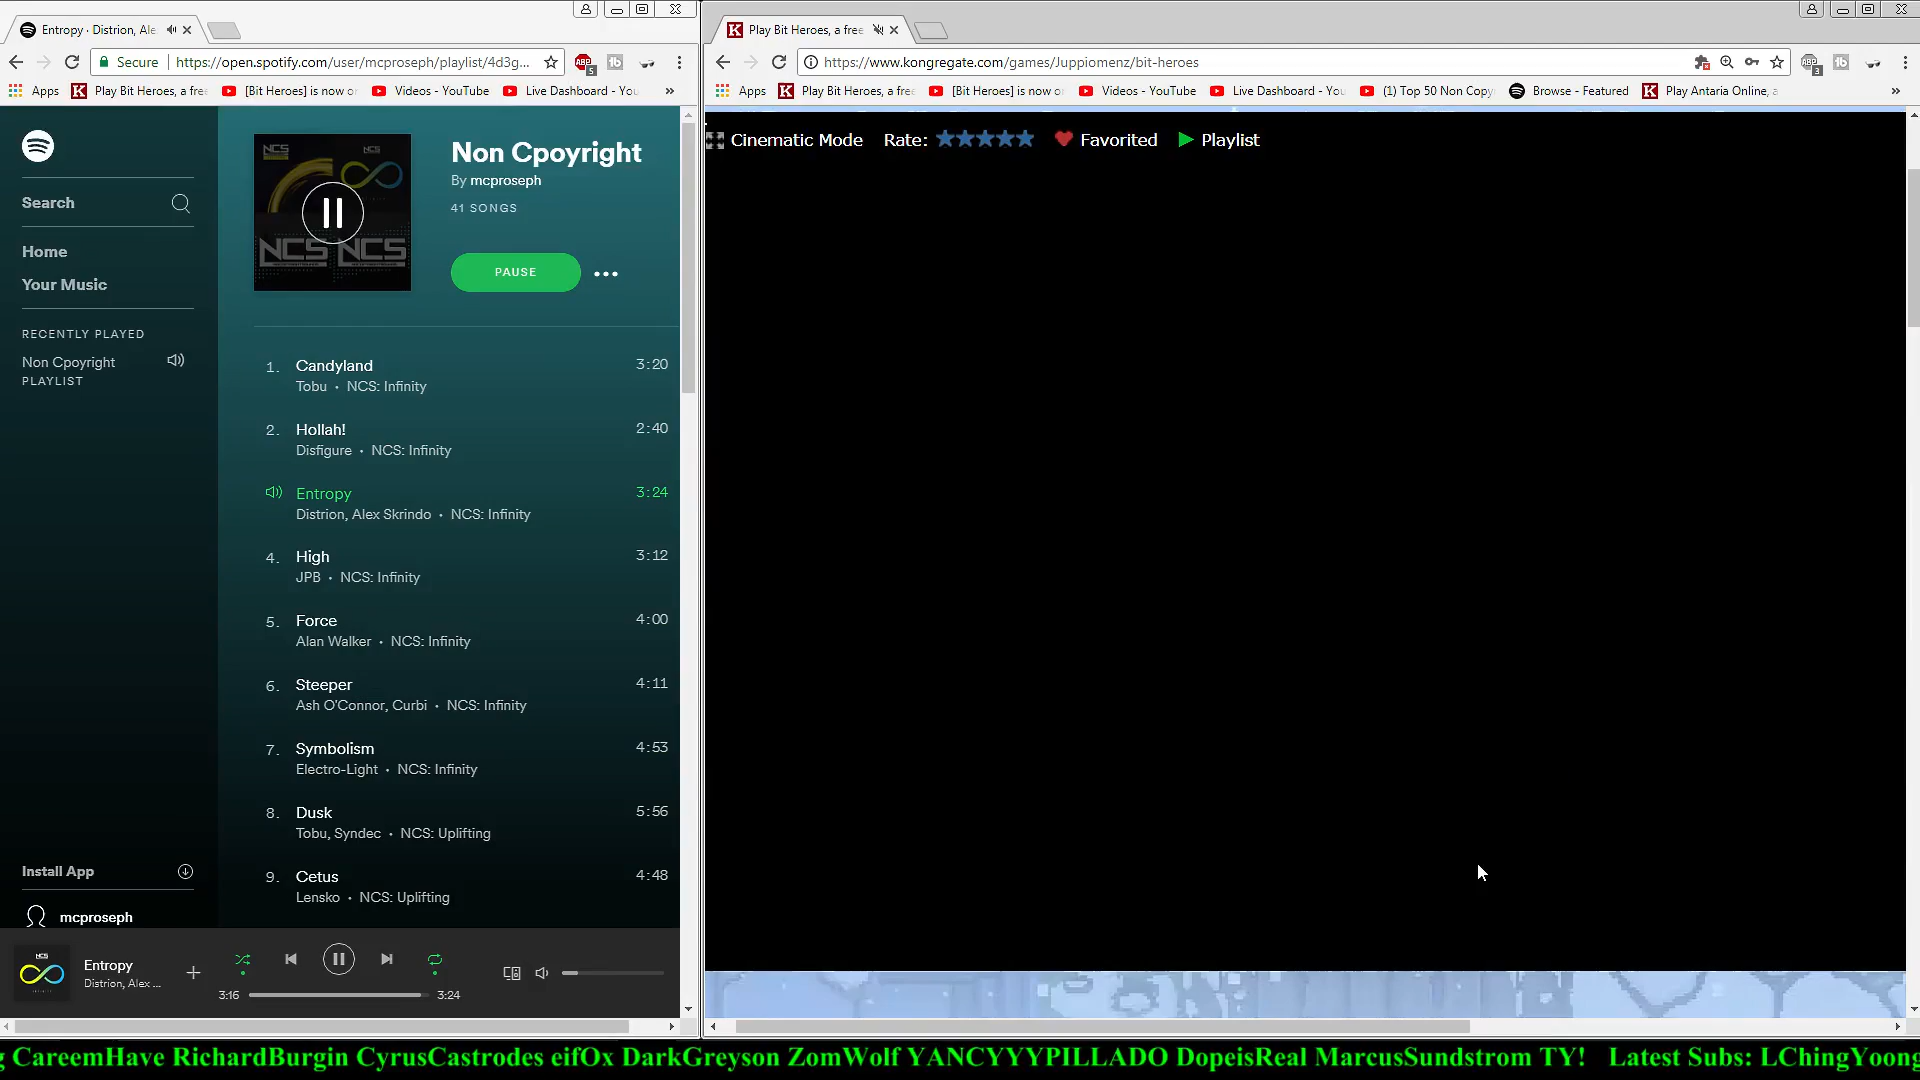 Entropy · Distrion, Ale
Secure
https://open.spotify.com/user/mcproseph/playlist/4d3g...
Apps
Play Bit Heroes, a fre
[Bit Heroes] is now o
Videos - YouTube
Live Dashboard - You
»
Search
Home
Your Music
RECENTLY PLAYED
Non Cpoyright
PLAYLIST
Install App
mcproseph
NCS
NCS
NCS NCS
Non Cpoyright
By mcproseph
41 SONGS
PAUSE
1. Candyland 3:20
Tobu • NCS: Infinity
2. Hollah! 2:40
Disfigure • NCS: Infinity
Entropy 3:24
Distrion, Alex Skrindo • NCS: Infinity
4. High 3:12
JPB • NCS: Infinity
5. Force 4:00
Alan Walker • NCS: Infinity
6. Steeper 4:11
Ash O'Connor, Curbi • NCS: Infinity
7. Symbolism 4:53
Electro-Light • NCS: Infinity
8. Dusk 5:56
Tobu, Syndec • NCS: Uplifting
9. Cetus 4:48
Lensko • NCS: Uplifting
Entropy
Distrion, Alex ...
3:16
3:24
Play Bit Heroes, a free
https://www.kongregate.com/games/Juppiomenz/bit-heroes
Apps
Play Bit Heroes, a fre
[Bit Heroes] is now o
Videos - YouTube
Live Dashboard - You
(1) Top 50 Non Copy
Browse - Featured
Play Antaria Online, a
»
Cinematic Mode
Rate:
Favorited
Playlist
g CareemHave RichardBurgin CyrusCastrodes eifOx DarkGreyson ZomWolf YANCYYYPILLADO DopeisReal MarcusSundstrom TY! Latest Subs: LChingYoong